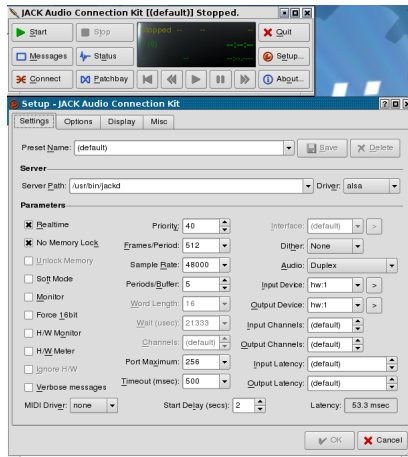 JACK Audio Connection Kit [(default)] Stopped.
Start
Stop
Stopped
Quit
Messages
Status
Setup...
Connect
Patchbay
About...
Setup - JACK Audio Connection Kit
Settings Options Display Misc
Preset Name: (default) Save Delete
Server
Server Path: /usr/bin/jackd Driver: alsa
Parameters
Realtime Priority: 40 Interface: (default) >
No Memory Lock Frames/Period: 512 Dither: None
Unlock Memory Sample Rate: 48000 Audio: Duplex
Soft Mode Periods/Buffer: 5 Input Device: hw:1 >
Monitor Word Length: 16 Output Device: hw:1 >
Force 16bit Wait (usec): 21333 Input Channels: (default)
H/W Monitor Channels: (default) Output Channels: (default)
H/W Meter Port Maximum: 256 Input Latency: (default)
Ignore H/W Timeout (msec): 500 Output Latency: (default)
Verbose messages
MIDI Driver: none Start Delay (secs): 2 Latency: 53.3 msec
OK Cancel